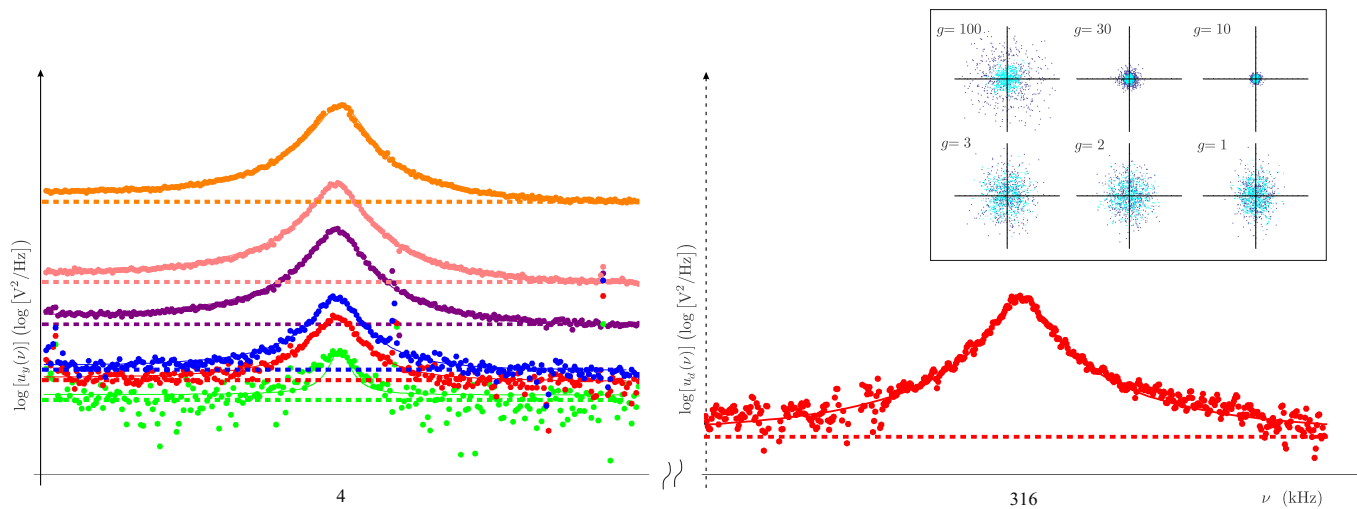 g= 100
g= 30
g= 10
g= 3
g= 2
g= 1
log[u_y(ν)] (log [V²/Hz])
log[u_d(ν)] (log [V²/Hz])
4
316
ν (kHz)